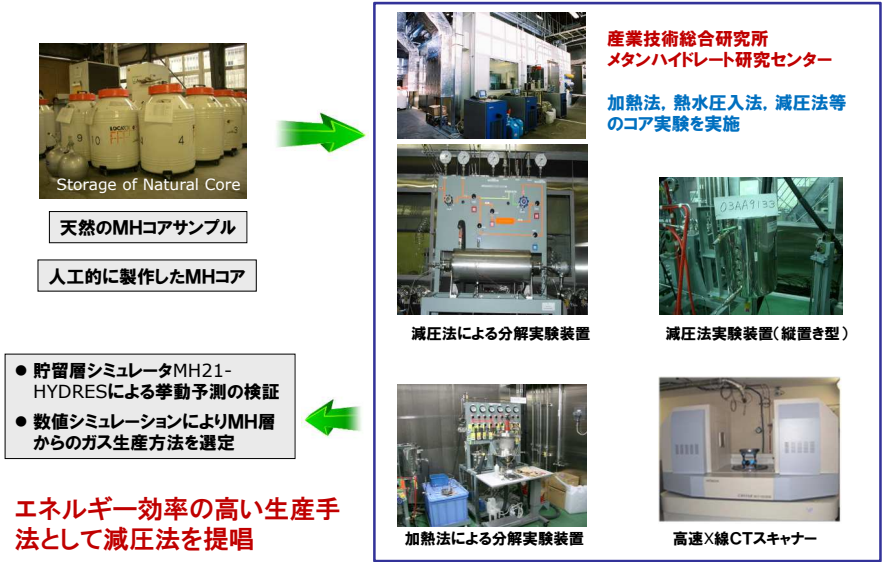 Storage of Natural Core
天然のMHコアサンプル
人工的に製作したMHコア
産業技術総合研究所
メタンハイドレート研究センター
加熱法, 熱水圧入法, 減圧法等
のコア実験を実施
03AA9133
減圧法による分解実験装置
減圧法実験装置(縦置き型)
加熱法による分解実験装置
高速X線CTスキャナー
● 貯留層シミュレータMH21-
HYDRESによる挙動予測の検証
● 数値シミュレーションによりMH層
からのガス生産方法を選定
エネルギー効率の高い生産手
法として減圧法を提唱